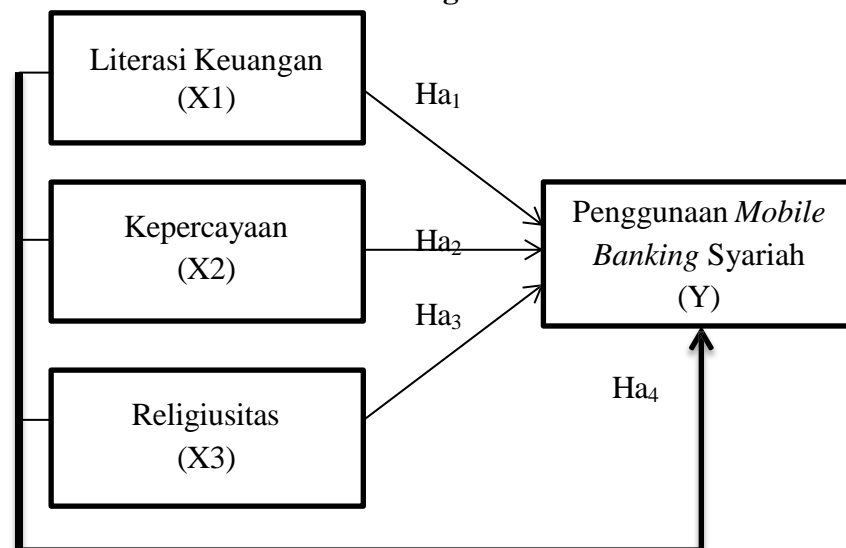 Literasi Keuangan
(X1)
Ha₁
Kepercayaan
(X2)
Ha₂
Penggunaan Mobile
Banking Syariah
(Y)
Ha₃
Religiusitas
(X3)
Ha₄